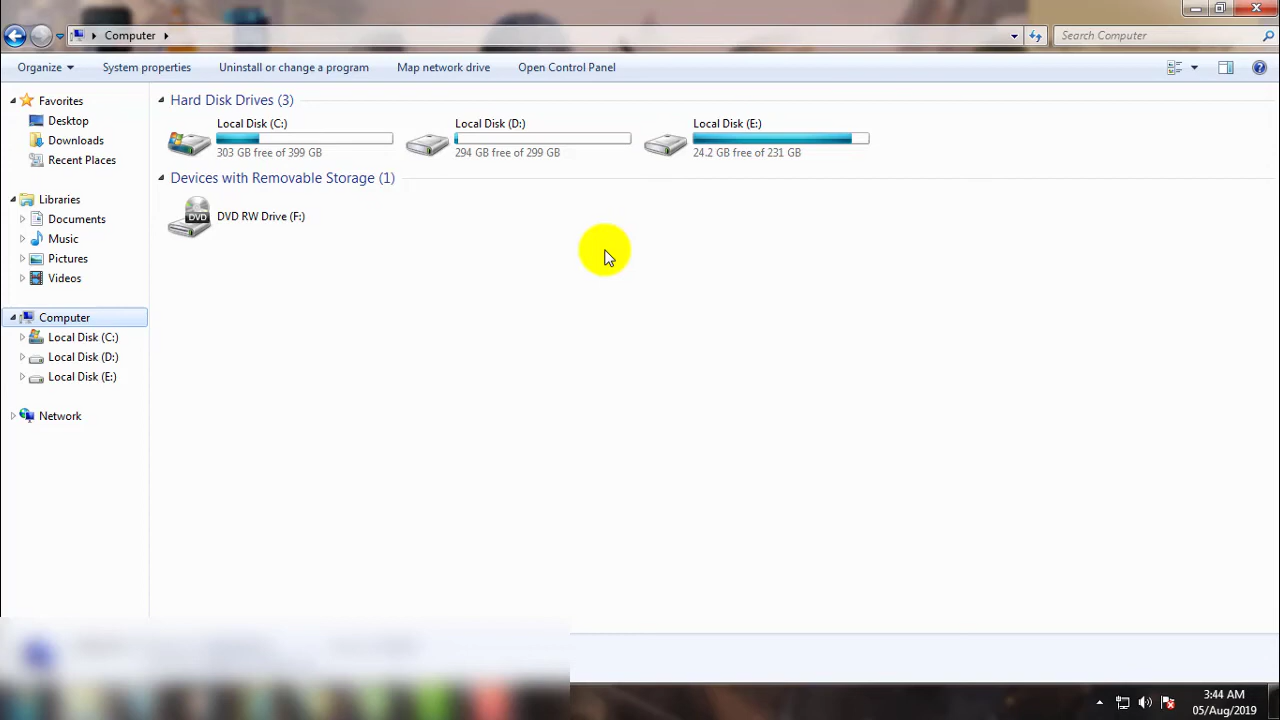 Computer
Search Computer
Organize
System properties
Uninstall or change a program
Map network drive
Open Control Panel
Favorites
Desktop
Downloads
Recent Places
Libraries
Documents
Music
Pictures
Videos
Computer
Local Disk (C:)
Local Disk (D:)
Local Disk (E:)
Network
Hard Disk Drives (3)
Local Disk (C:)
303 GB free of 399 GB
Local Disk (D:)
294 GB free of 299 GB
Local Disk (E:)
24.2 GB free of 231 GB
Devices with Removable Storage (1)
DVD
DVD RW Drive (F:)
3:44 AM
05/Aug/2019